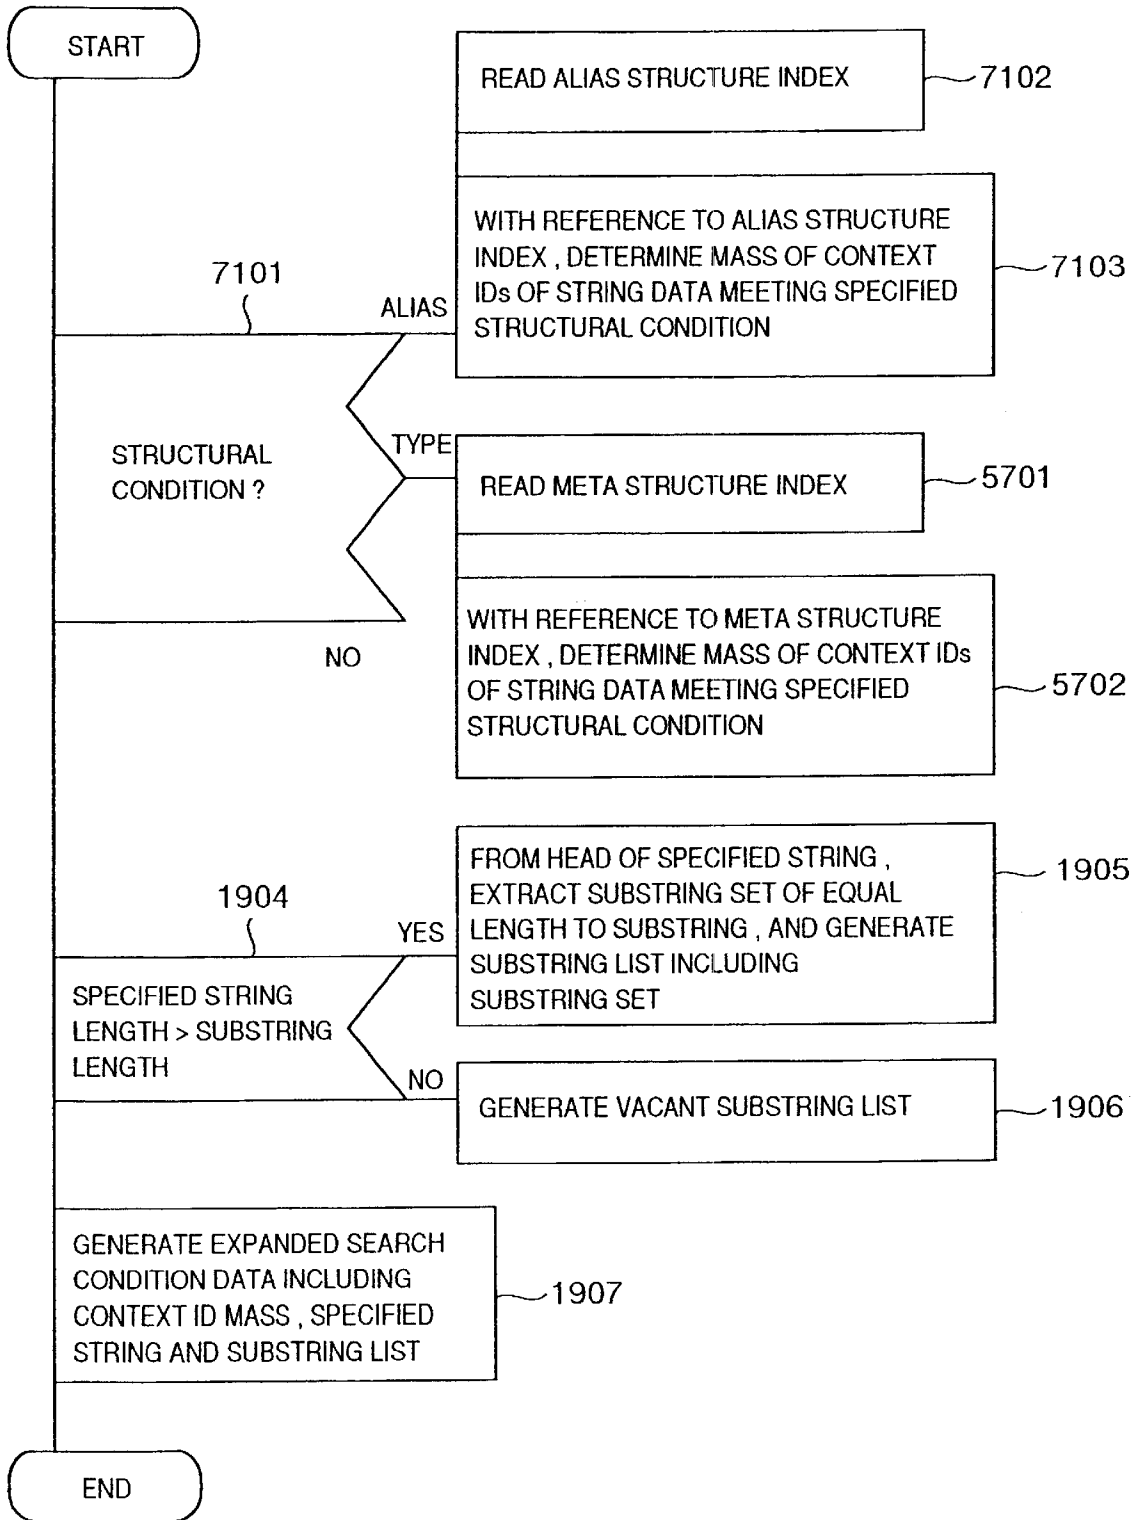 START
READ ALIAS STRUCTURE INDEX
7102
WITH REFERENCE TO ALIAS STRUCTURE
INDEX , DETERMINE MASS OF CONTEXT
IDs OF STRING DATA MEETING SPECIFIED
STRUCTURAL CONDITION
7103
7101
ALIAS
STRUCTURAL
CONDITION ?
TYPE
READ META STRUCTURE INDEX
5701
NO
WITH REFERENCE TO META STRUCTURE
INDEX , DETERMINE MASS OF CONTEXT IDs
OF STRING DATA MEETING SPECIFIED
STRUCTURAL CONDITION
5702
1904
YES
FROM HEAD OF SPECIFIED STRING ,
EXTRACT SUBSTRING SET OF EQUAL
LENGTH TO SUBSTRING , AND GENERATE
SUBSTRING LIST INCLUDING
SUBSTRING SET
1905
SPECIFIED STRING
LENGTH > SUBSTRING
LENGTH
NO
GENERATE VACANT SUBSTRING LIST
1906
GENERATE EXPANDED SEARCH
CONDITION DATA INCLUDING
CONTEXT ID MASS , SPECIFIED
STRING AND SUBSTRING LIST
1907
END